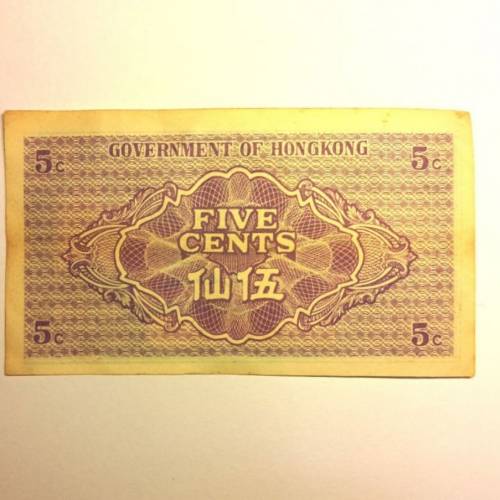 GOVERNMENT OF HONGKONG
5c 5c
FIVE
CENTS
仙伍
5c 5c